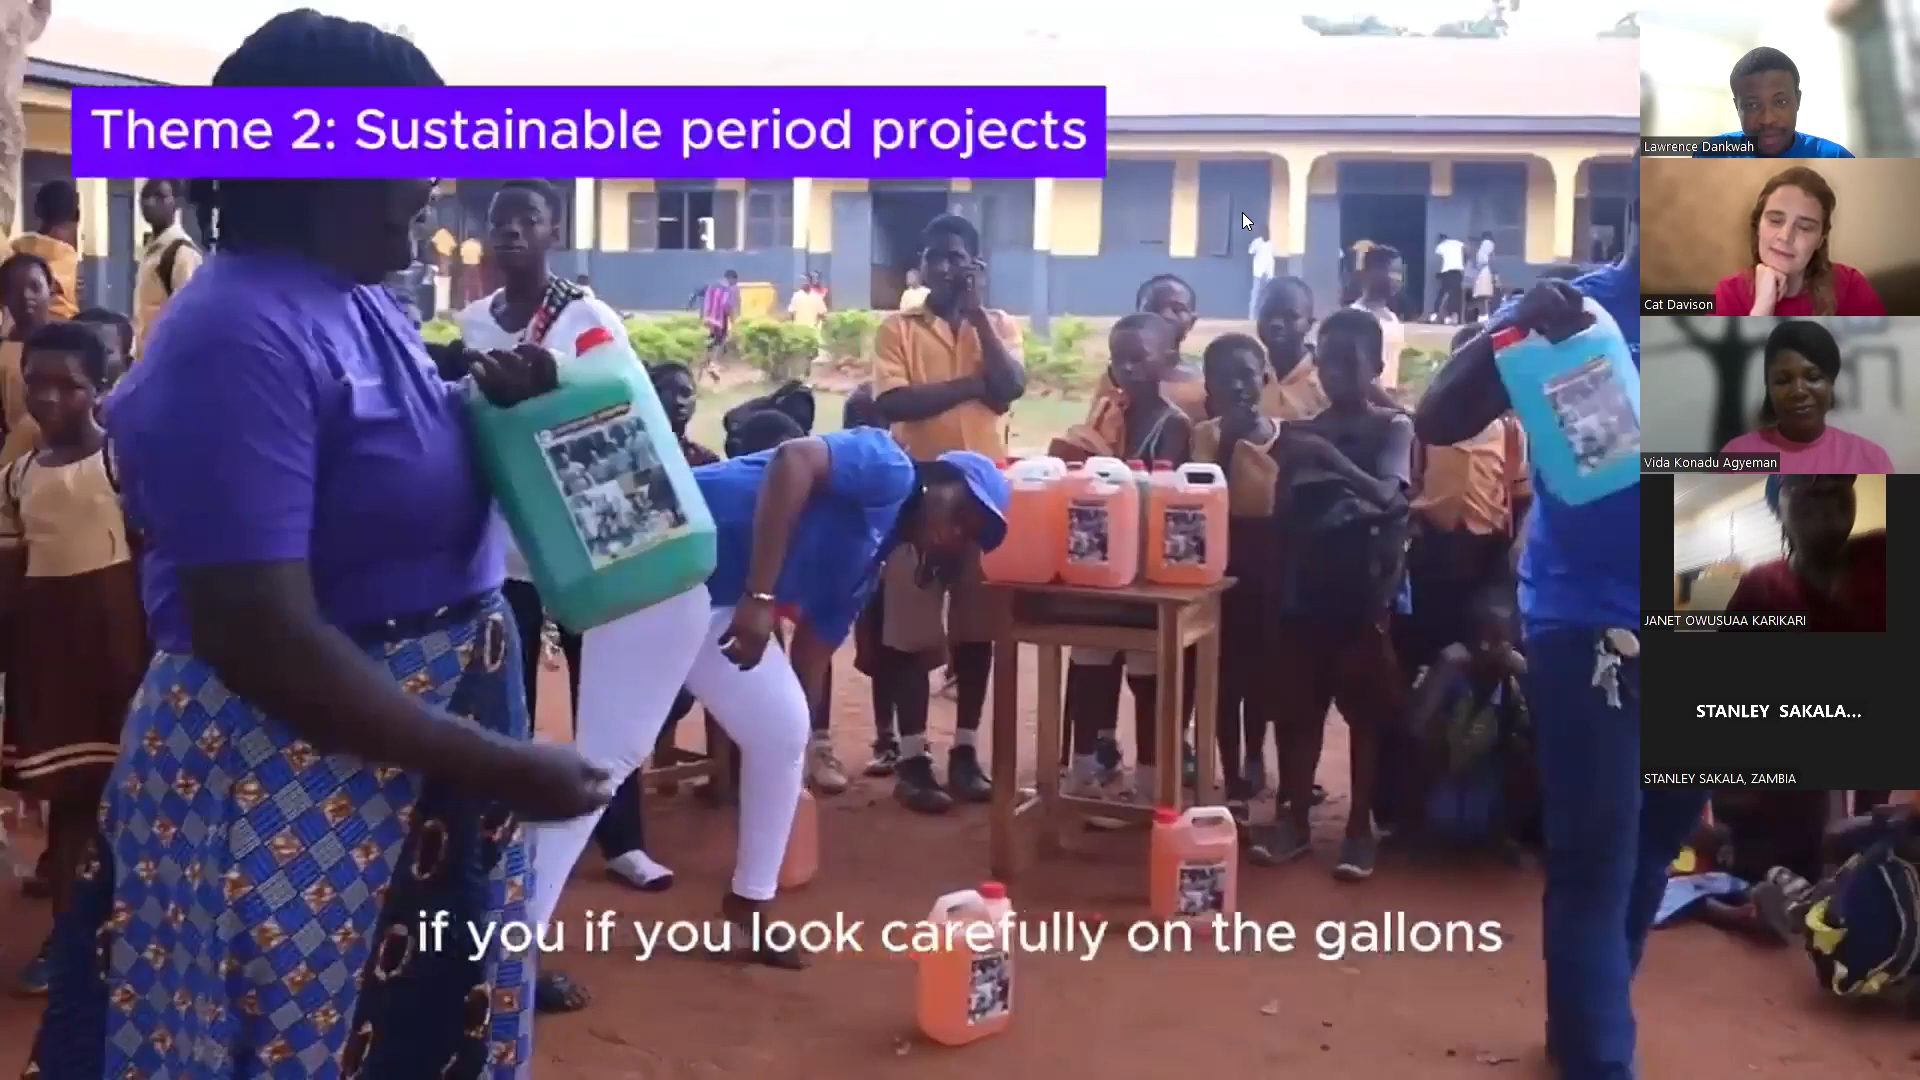 Theme 2: Sustainable period projects
if you if you look carefully on the gallons
Lawrence Dankwah
Cat Davison
Vida Konadu Agyeman
JANET OWUSUAA KARIKARI
STANLEY SAKALA...
STANLEY SAKALA, ZAMBIA